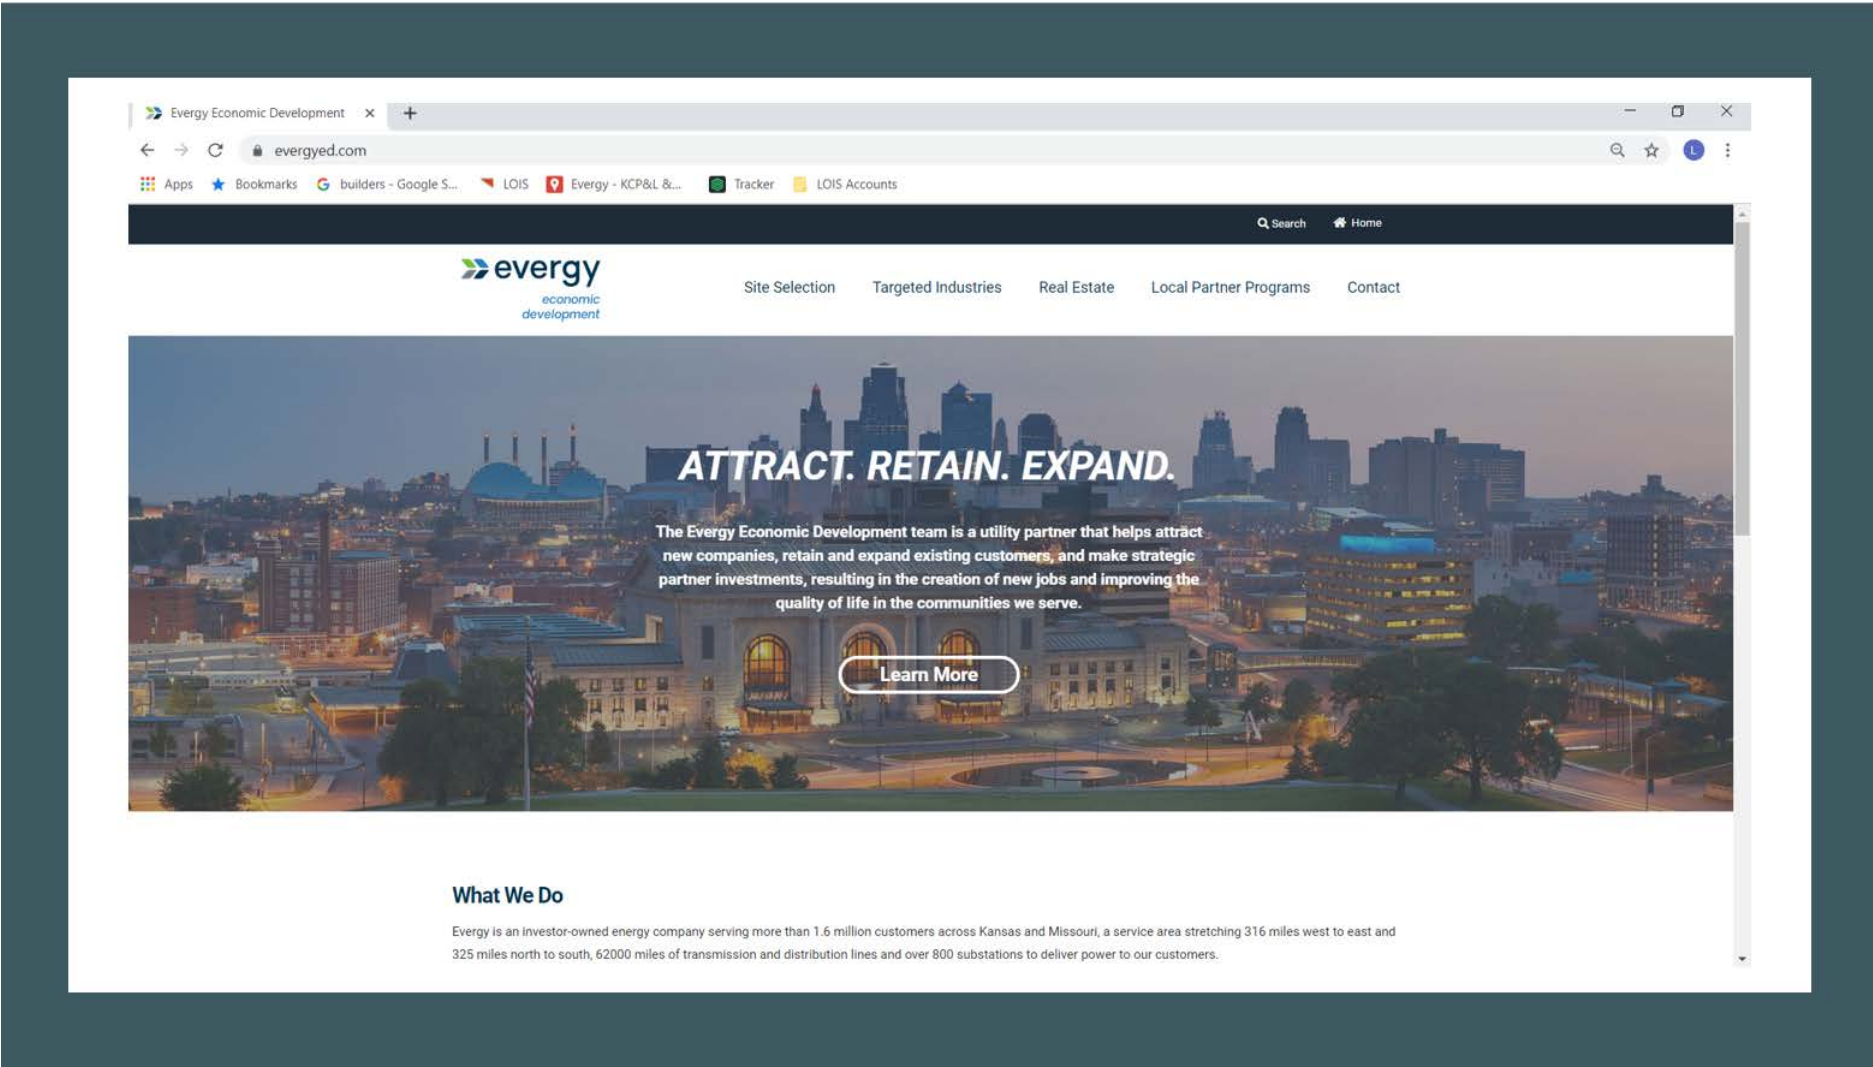 Evergy Economic Development
evergyed.com
L
Apps Bookmarks builders - Google S... LOIS Evergy - KCP&L &... Tracker LOIS Accounts
Search Home
evergy
economic
development
Site Selection Targeted Industries Real Estate Local Partner Programs Contact
ATTRACT. RETAIN. EXPAND.
The Evergy Economic Development team is a utility partner that helps attract
new companies, retain and expand existing customers, and make strategic
partner investments, resulting in the creation of new jobs and improving the
quality of life in the communities we serve.
Learn More
What We Do
Evergy is an investor-owned energy company serving more than 1.6 million customers across Kansas and Missouri, a service area stretching 316 miles west to east and
325 miles north to south, 62000 miles of transmission and distribution lines and over 800 substations to deliver power to our customers.